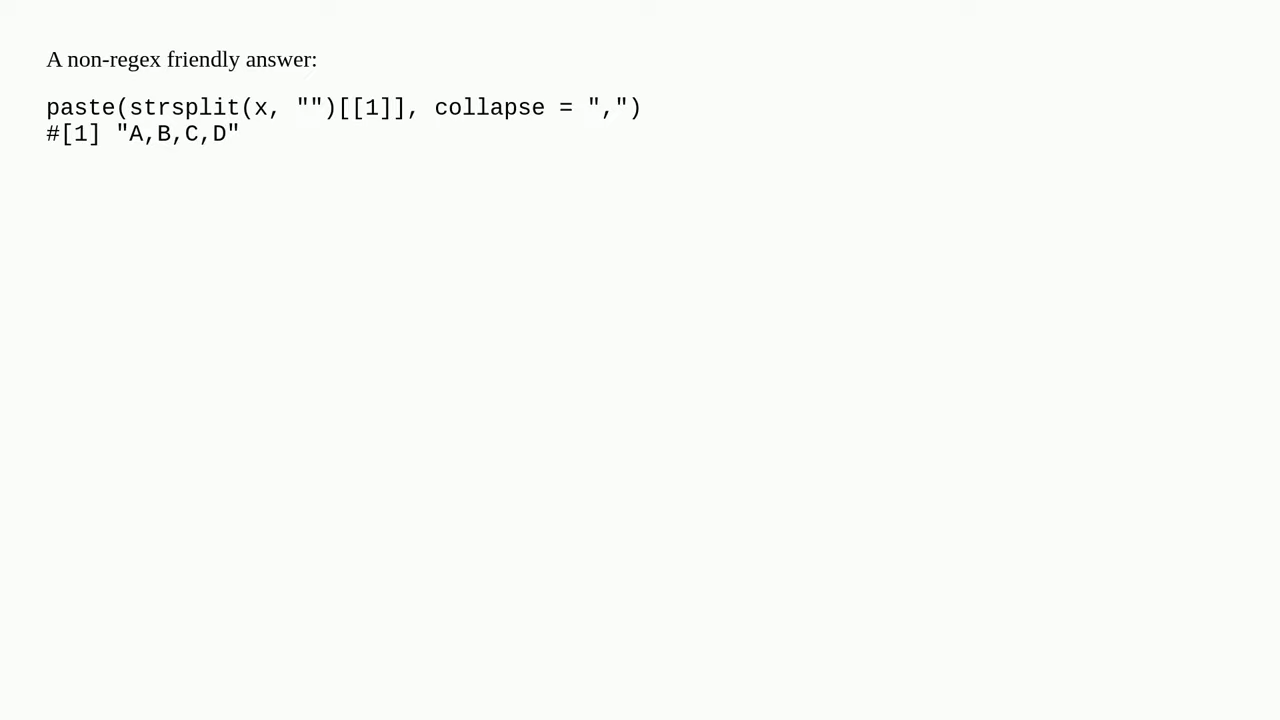 A non-regex friendly answer:
paste(strsplit(x, "")[[1]], collapse = ",")
#[1] "A,B,C,D"